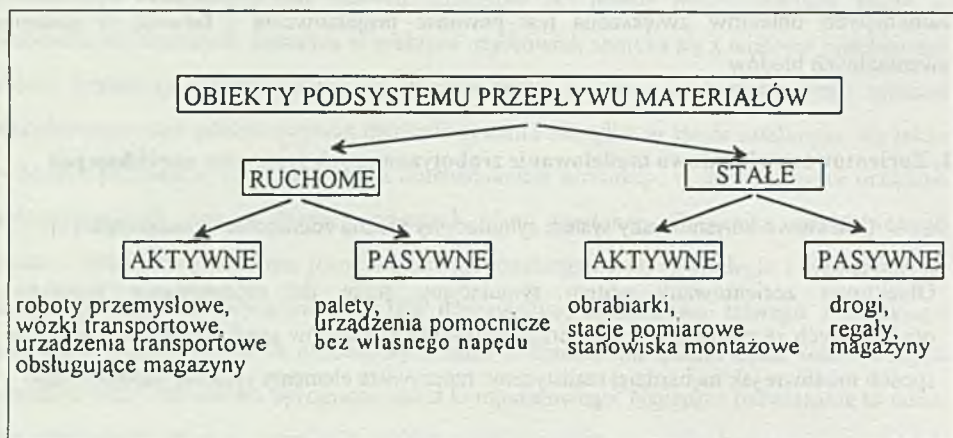 OBIEKTY PODSYSTEMU PRZEPŁYWU MATERIAŁÓW
RUCHOME
STAŁE
AKTYWNE
PASYWNE
AKTYWNE
PASYWNE
roboty przemysłowe,
wózki transportowe,
urządzenia transportowe
obsługujące magazyny
palety,
urządzenia pomocnicze
bez własnego napędu
obrabiarki,
stacje pomiarowe
stanowiska montażowe
drogi,
regały,
magazyny